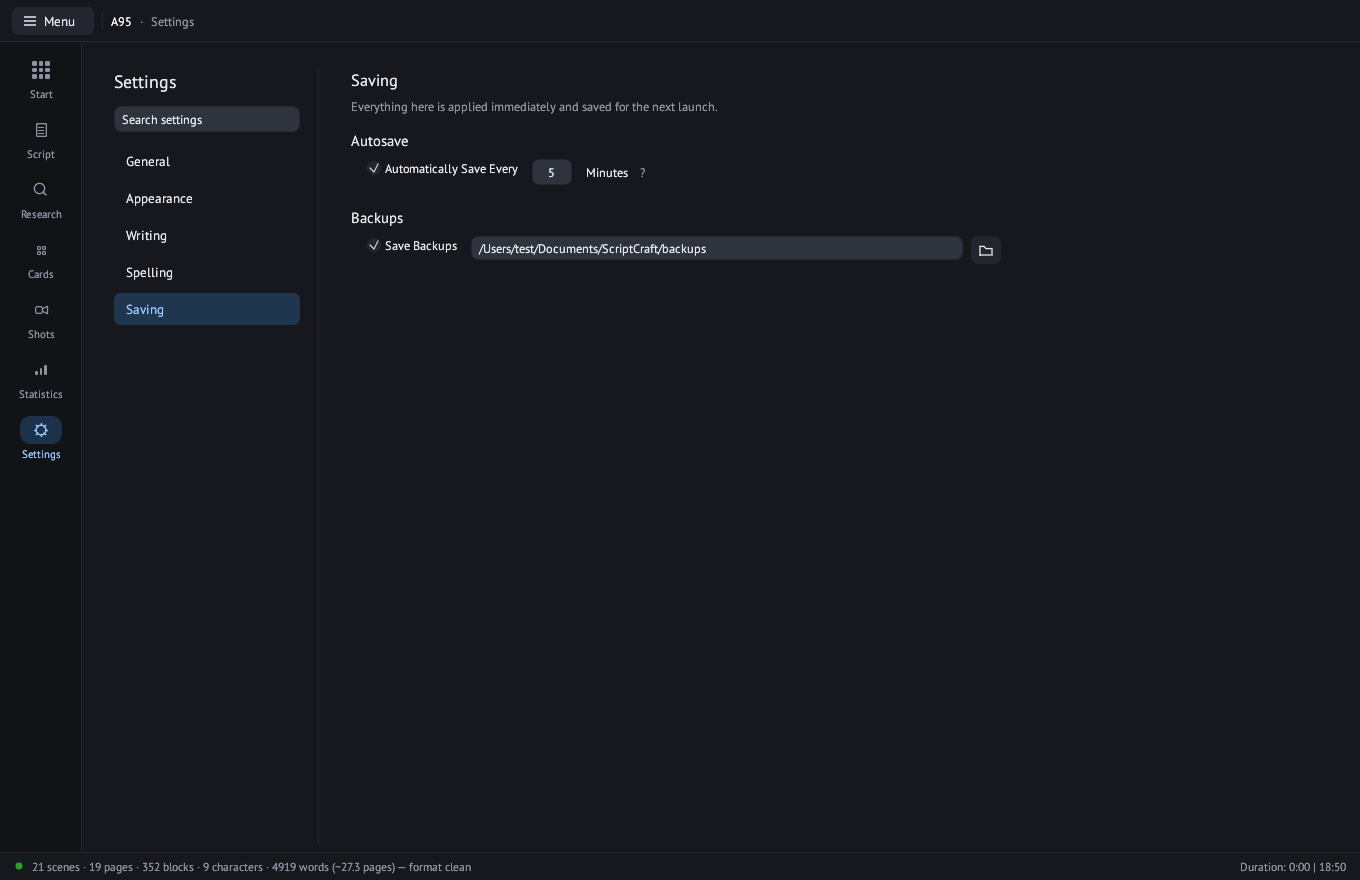 Menu
A95 · Settings
Start
Script
Research
Cards
Shots
Statistics
Settings
Settings
Search settings
General
Appearance
Writing
Spelling
Saving
Saving
Everything here is applied immediately and saved for the next launch.
Autosave
Automatically Save Every 5 Minutes ?
Backups
Save Backups /Users/test/Documents/ScriptCraft/backups
21 scenes · 19 pages · 352 blocks · 9 characters · 4919 words (~27.3 pages) — format clean
Duration: 0:00 | 18:50